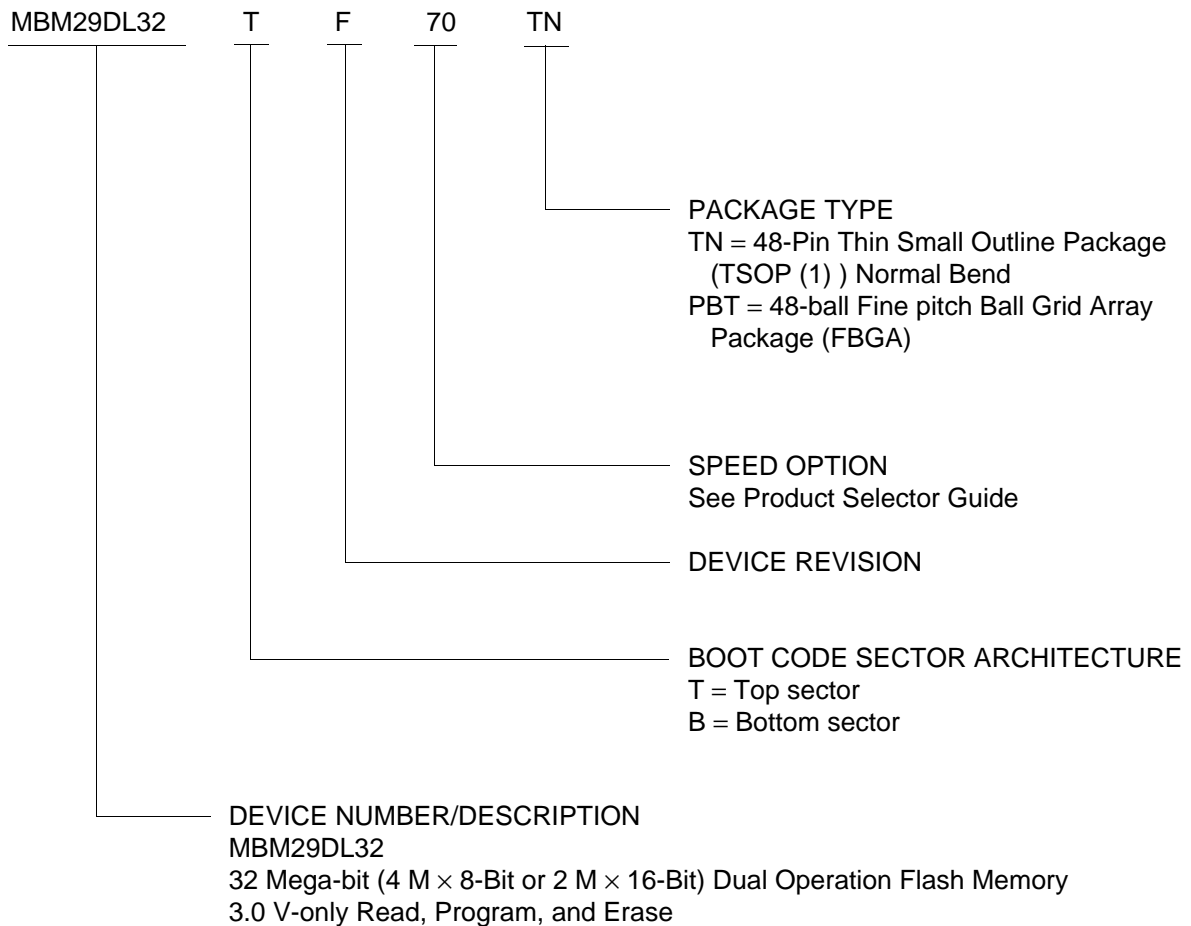 MBM29DL32 T F 70 TN
PACKAGE TYPE
TN = 48-Pin Thin Small Outline Package
(TSOP (1) ) Normal Bend
PBT = 48-ball Fine pitch Ball Grid Array
Package (FBGA)
SPEED OPTION
See Product Selector Guide
DEVICE REVISION
BOOT CODE SECTOR ARCHITECTURE
T = Top sector
B = Bottom sector
DEVICE NUMBER/DESCRIPTION
MBM29DL32
32 Mega-bit (4 M × 8-Bit or 2 M × 16-Bit) Dual Operation Flash Memory
3.0 V-only Read, Program, and Erase